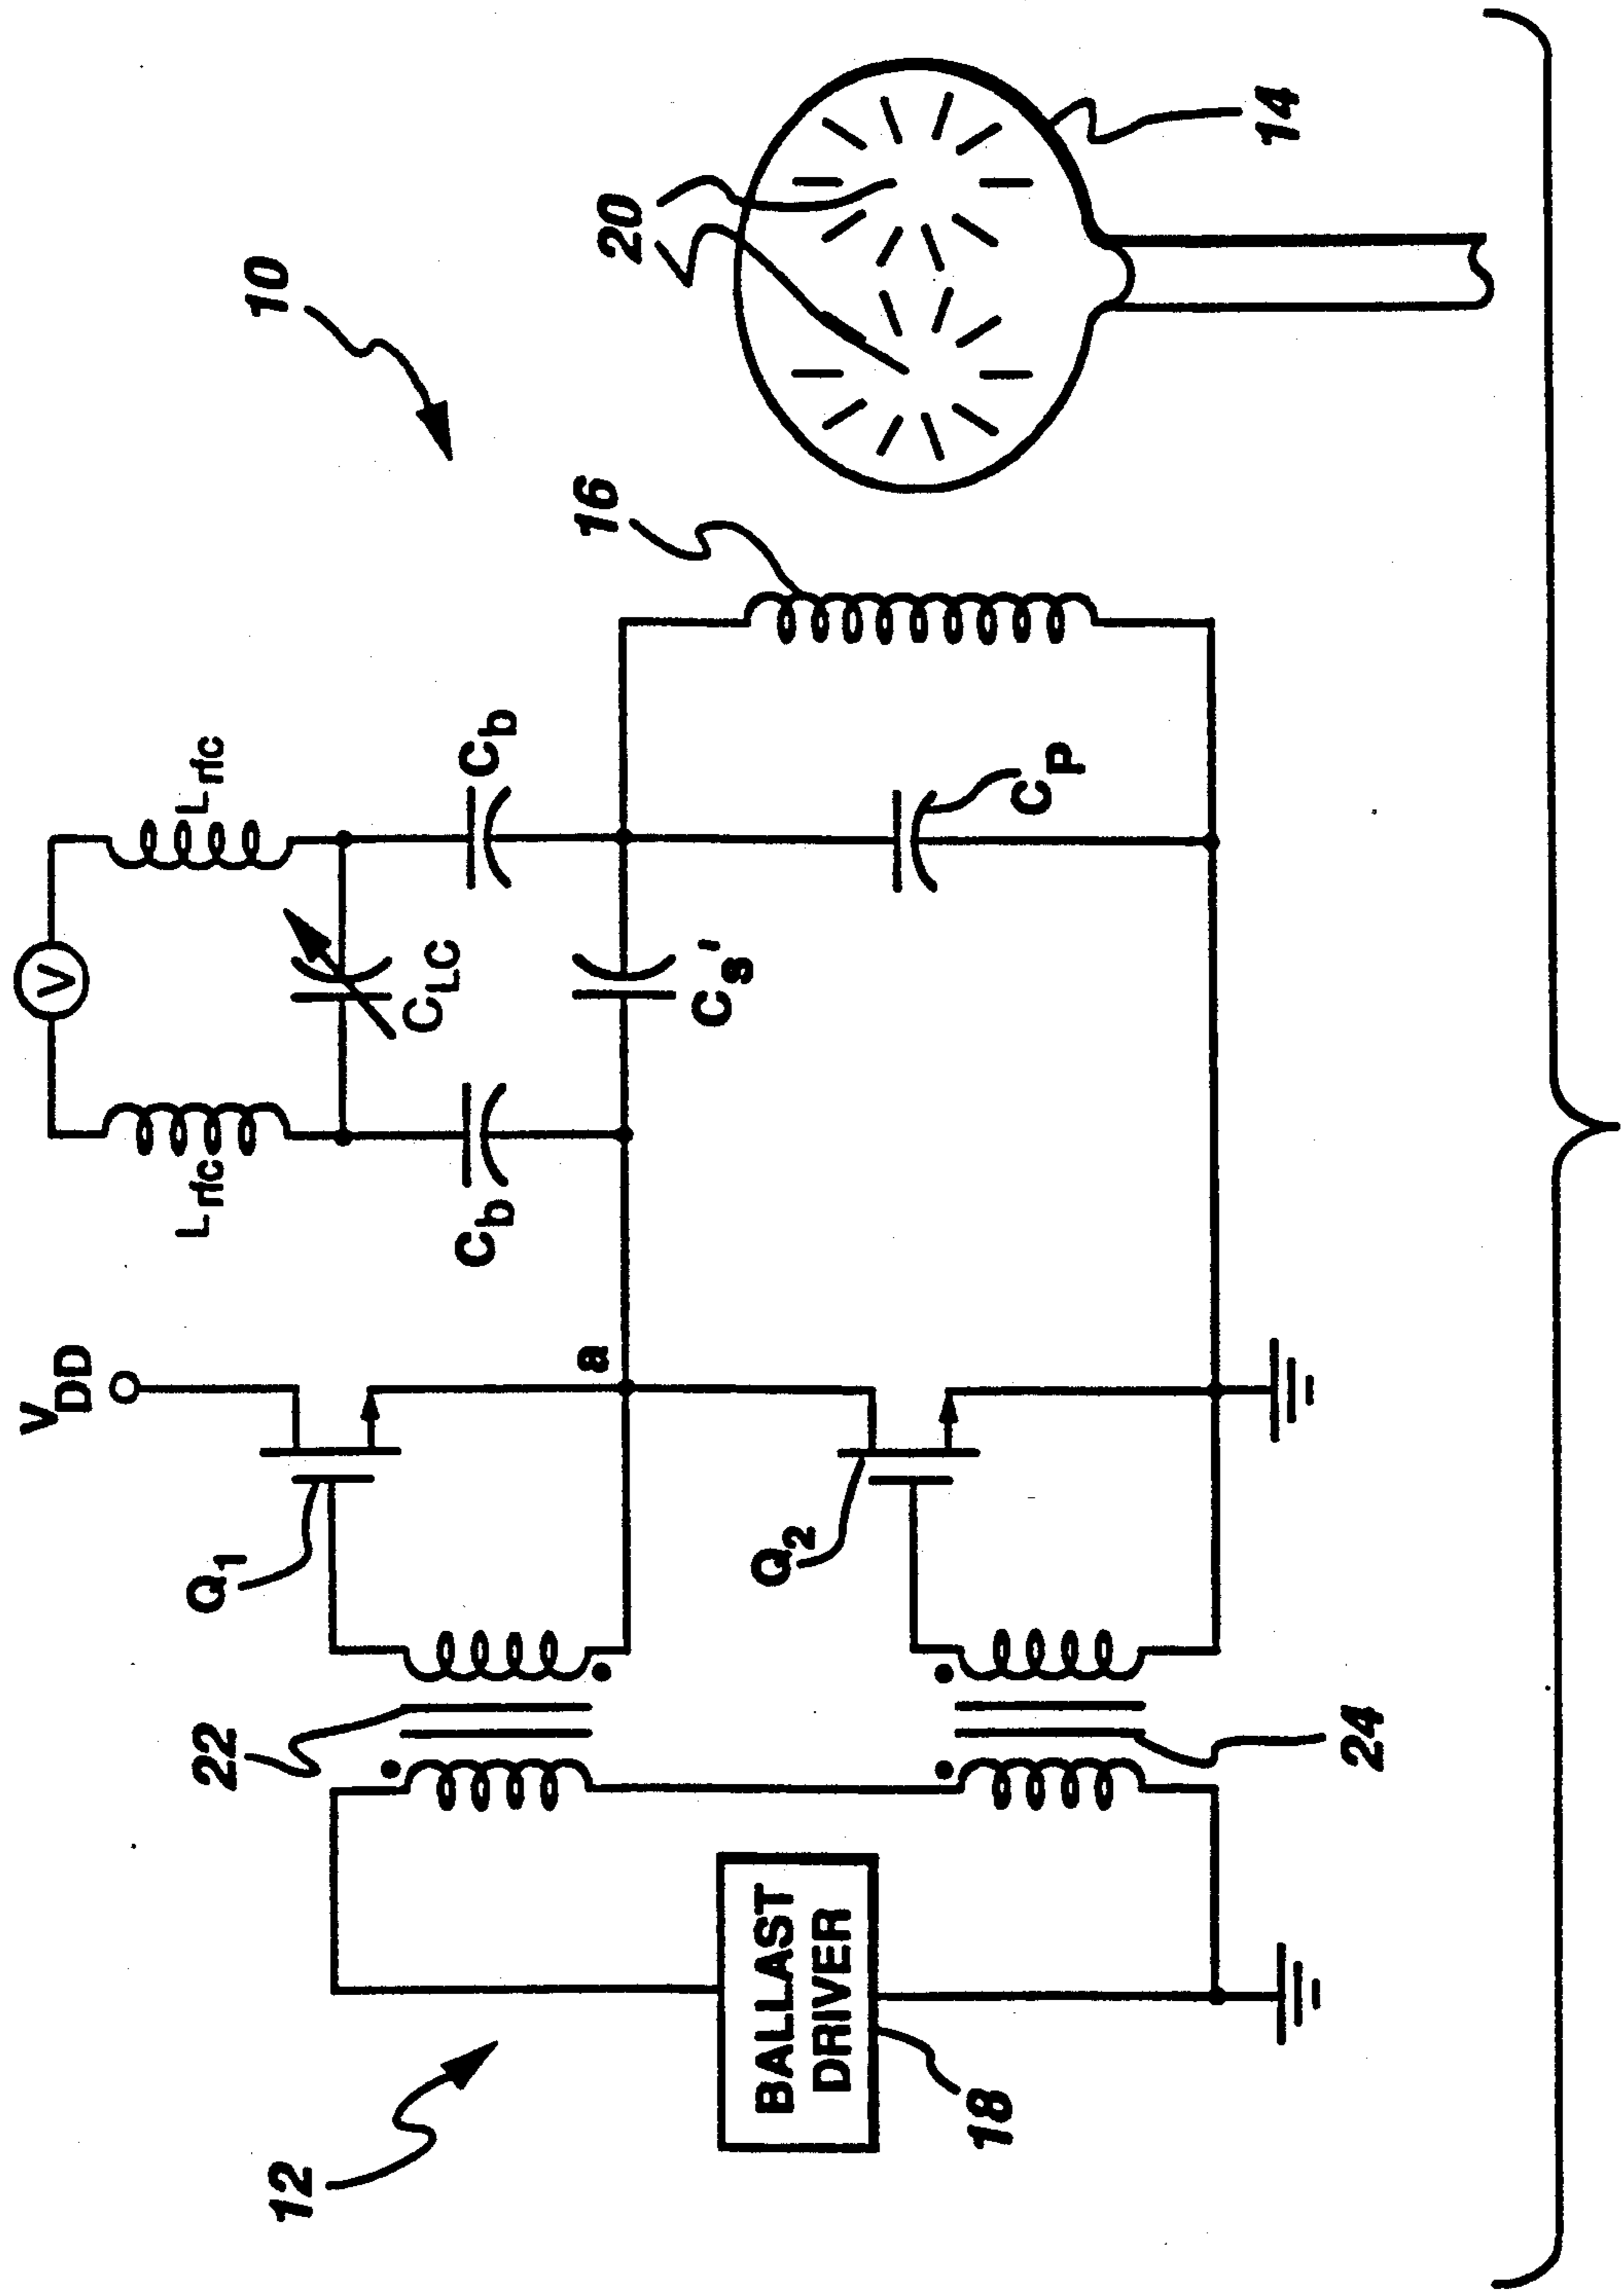 10
12
V_DD
V
L_rfc
L_rfc
C_LC
C_b
C_b
C_s'
C_P
a
Q_1
Q_2
22
24
BALLAST
DRIVER
18
16
20
14